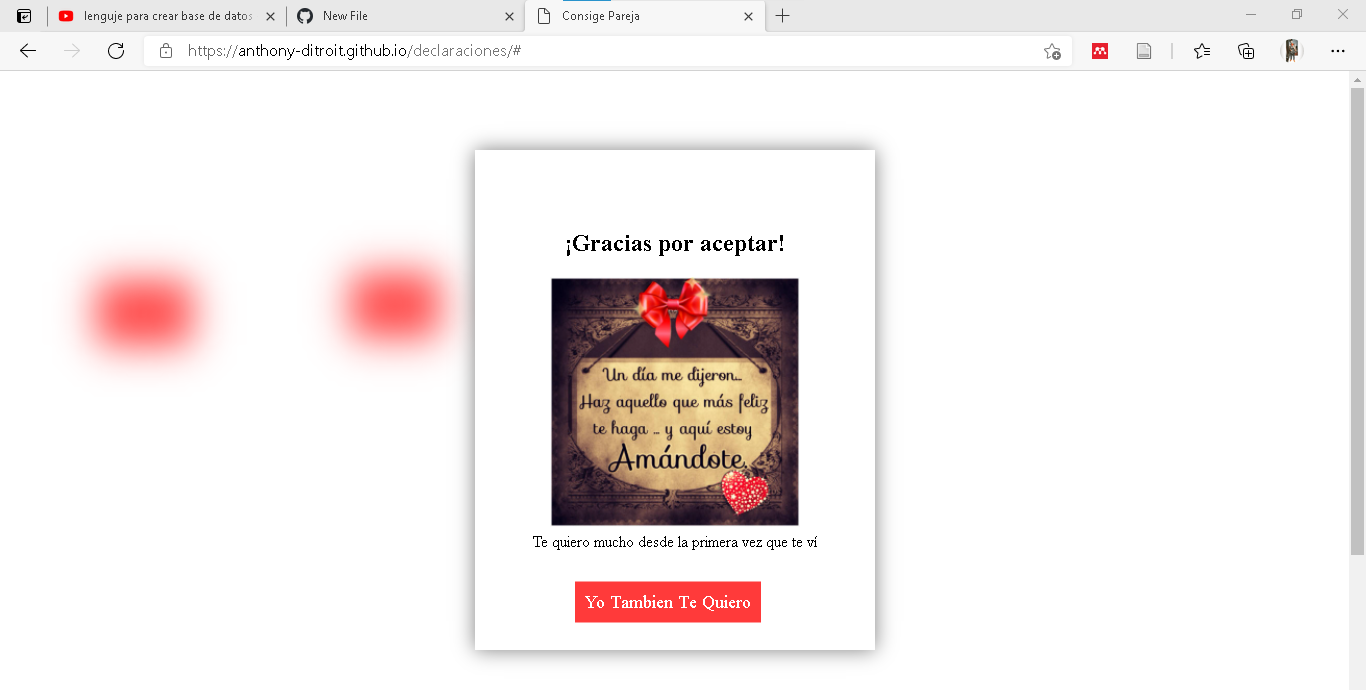 lenguje para crear base de datos
New File
Consige Pareja
https://anthony-ditroit.github.io/declaraciones/#
¡Gracias por aceptar!
Un día me dijeron...
Haz aquello que más feliz
te haga ... y aquí estoy
Amándote.
Te quiero mucho desde la primera vez que te ví
Yo Tambien Te Quiero